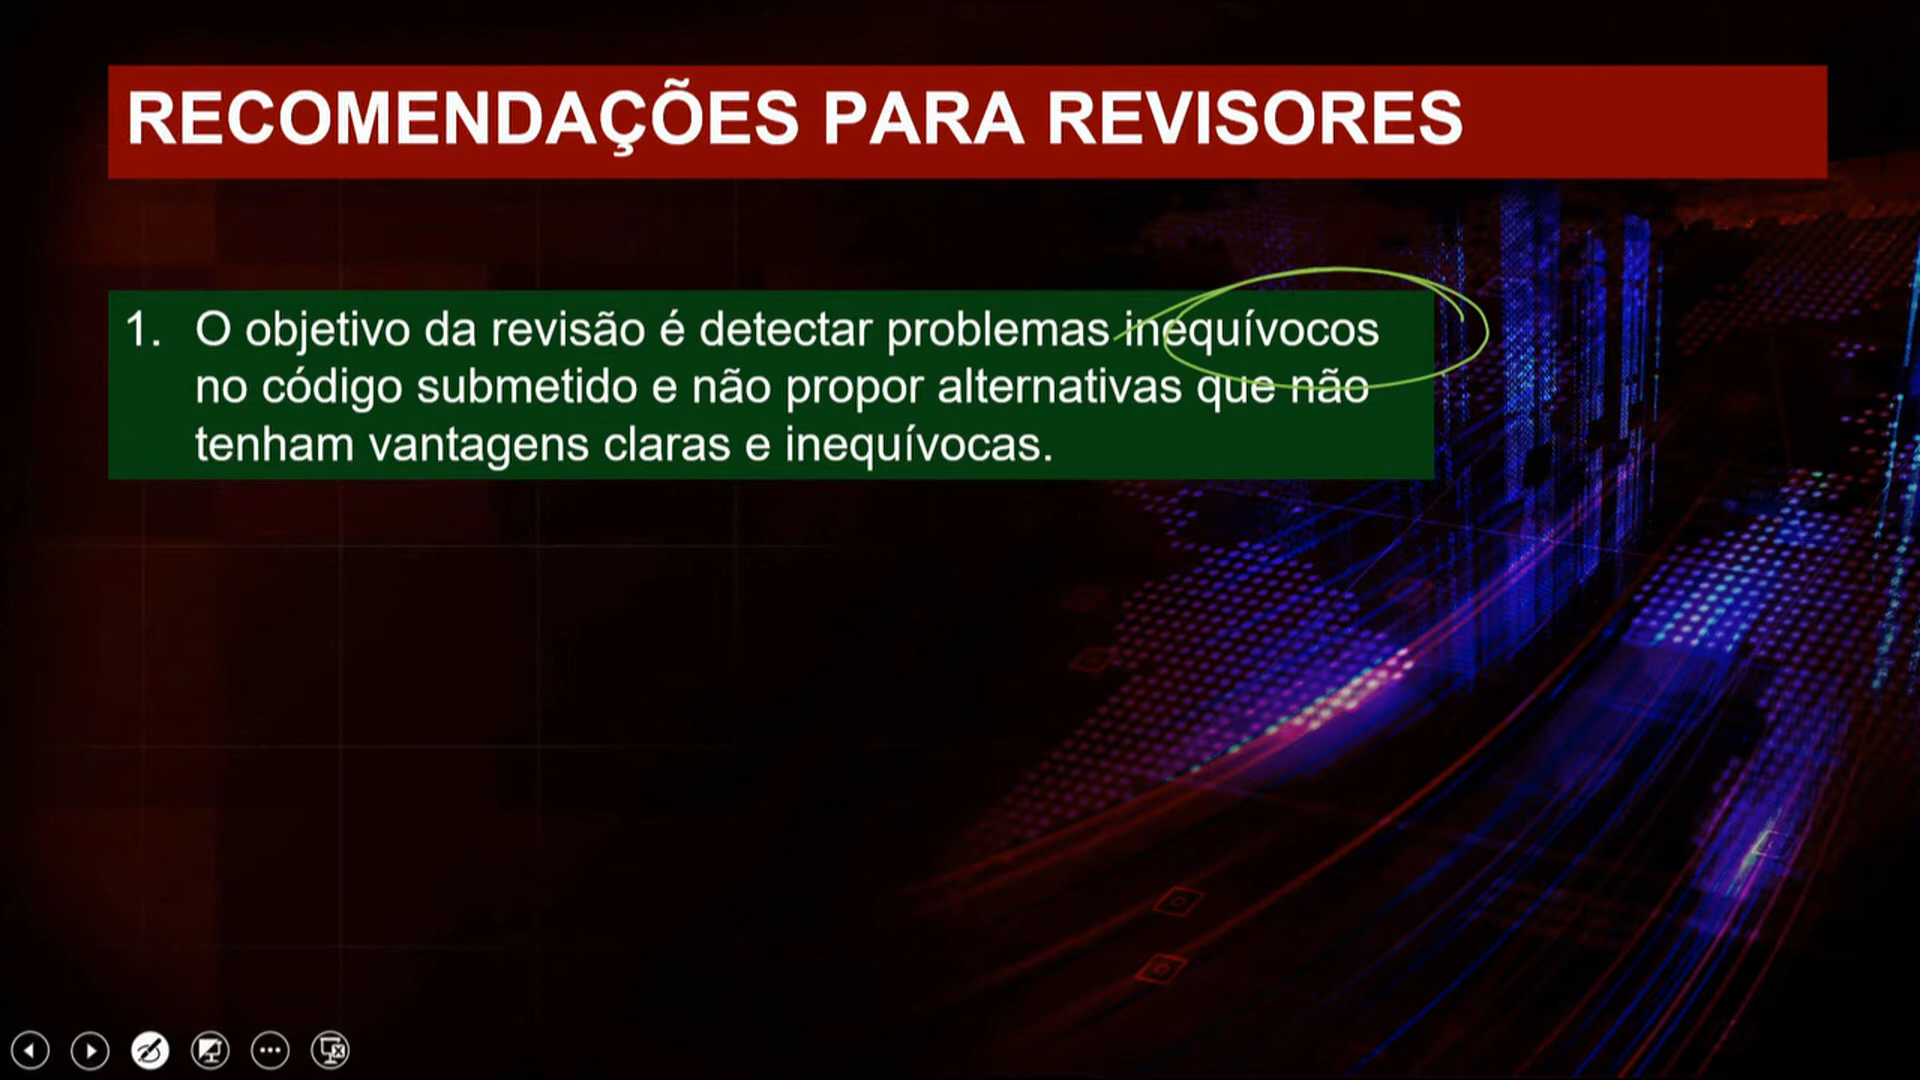 RECOMENDAÇÕES PARA REVISORES
1. O objetivo da revisão é detectar problemas inequívocos
no código submetido e não propor alternativas que não
tenham vantagens claras e inequívocas.